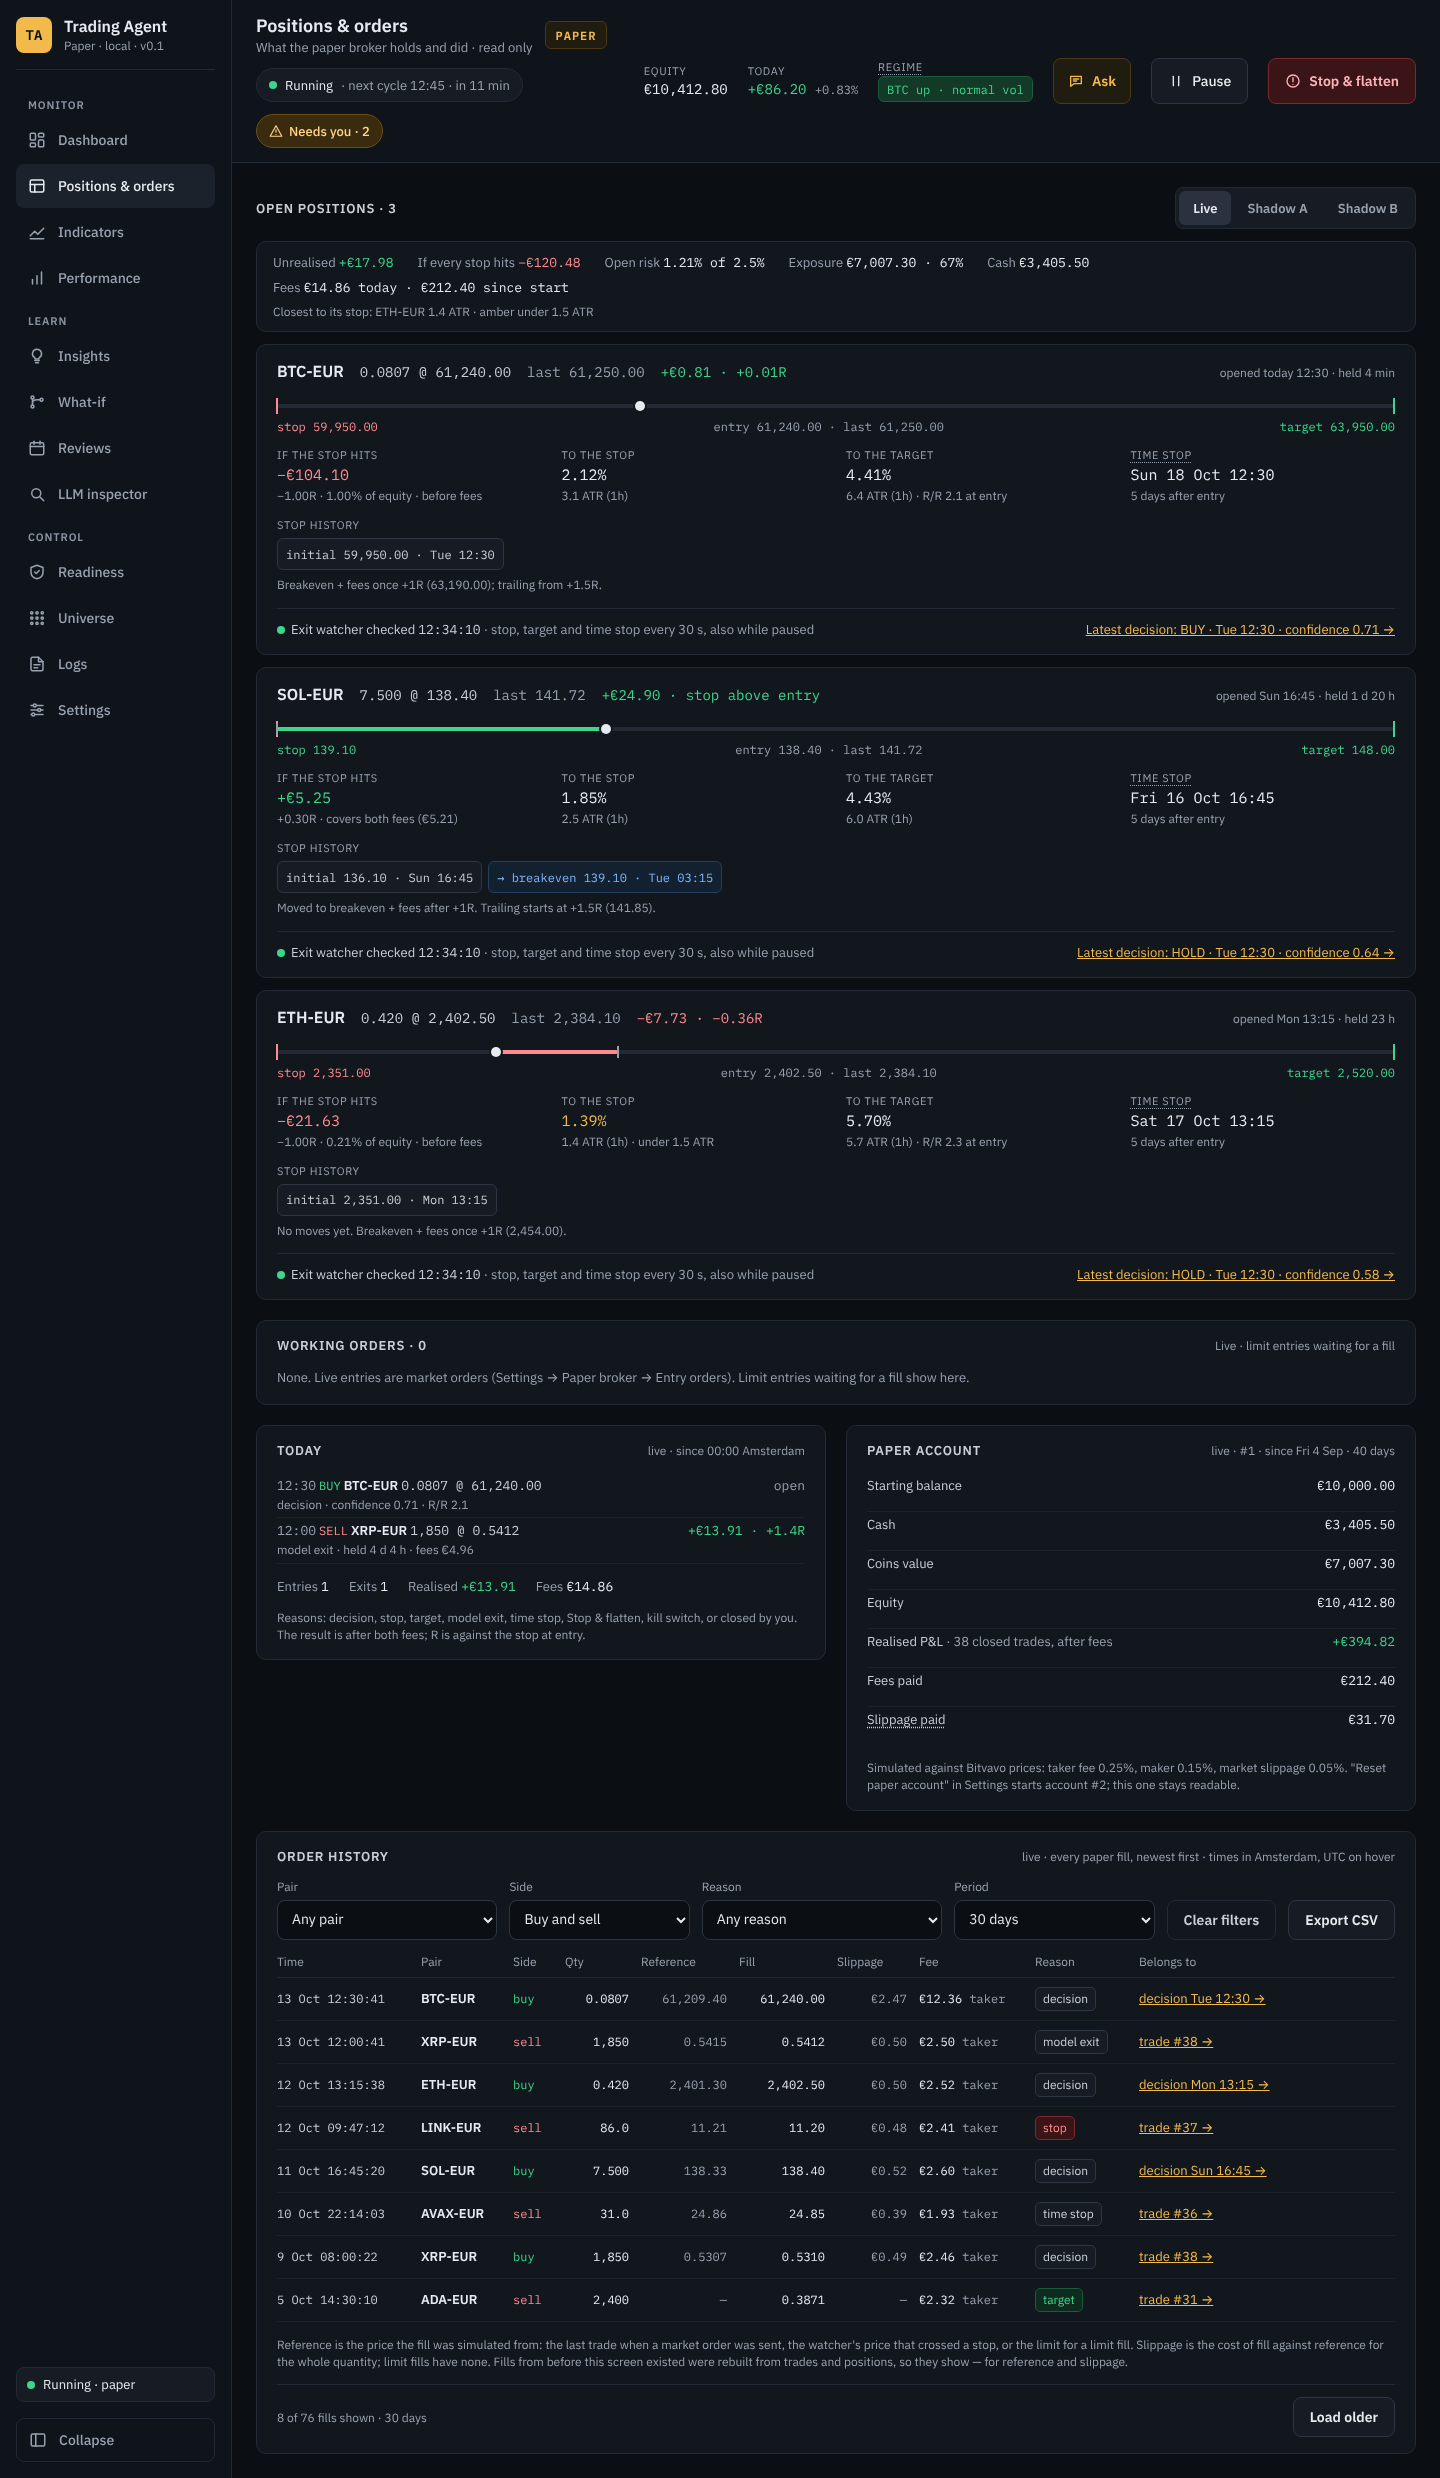 TA
Trading Agent
Paper · local · v0.1
MONITOR
Dashboard
Positions & orders
Indicators
Performance
LEARN
Insights
What-if
Reviews
LLM inspector
CONTROL
Readiness
Universe
Logs
Settings
Running · paper
Collapse
Positions & orders
What the paper broker holds and did · read only
PAPER
Running · next cycle 12:45 · in 11 min
Needs you · 2
EQUITY
€10,412.80
TODAY
+€86.20 +0.83%
REGIME
BTC up · normal vol
Ask
Pause
Stop & flatten
OPEN POSITIONS · 3
Live Shadow A Shadow B
Unrealised +€17.98 If every stop hits −€120.48 Open risk 1.21% of 2.5% Exposure €7,007.30 · 67% Cash €3,405.50
Fees €14.86 today · €212.40 since start
Closest to its stop: ETH-EUR 1.4 ATR · amber under 1.5 ATR
BTC-EUR 0.0807 @ 61,240.00 last 61,250.00 +€0.81 · +0.01R opened today 12:30 · held 4 min
stop 59,950.00 entry 61,240.00 · last 61,250.00 target 63,950.00
IF THE STOP HITS TO THE STOP TO THE TARGET TIME STOP
−€104.10 2.12% 4.41% Sun 18 Oct 12:30
−1.00R · 1.00% of equity · before fees 3.1 ATR (1h) 6.4 ATR (1h) · R/R 2.1 at entry 5 days after entry
STOP HISTORY
initial 59,950.00 · Tue 12:30
Breakeven + fees once +1R (63,190.00); trailing from +1.5R.
Exit watcher checked 12:34:10 · stop, target and time stop every 30 s, also while paused Latest decision: BUY · Tue 12:30 · confidence 0.71 →
SOL-EUR 7.500 @ 138.40 last 141.72 +€24.90 · stop above entry opened Sun 16:45 · held 1 d 20 h
stop 139.10 entry 138.40 · last 141.72 target 148.00
IF THE STOP HITS TO THE STOP TO THE TARGET TIME STOP
+€5.25 1.85% 4.43% Fri 16 Oct 16:45
+0.30R · covers both fees (€5.21) 2.5 ATR (1h) 6.0 ATR (1h) 5 days after entry
STOP HISTORY
initial 136.10 · Sun 16:45 → breakeven 139.10 · Tue 03:15
Moved to breakeven + fees after +1R. Trailing starts at +1.5R (141.85).
Exit watcher checked 12:34:10 · stop, target and time stop every 30 s, also while paused Latest decision: HOLD · Tue 12:30 · confidence 0.64 →
ETH-EUR 0.420 @ 2,402.50 last 2,384.10 −€7.73 · −0.36R opened Mon 13:15 · held 23 h
stop 2,351.00 entry 2,402.50 · last 2,384.10 target 2,520.00
IF THE STOP HITS TO THE STOP TO THE TARGET TIME STOP
−€21.63 1.39% 5.70% Sat 17 Oct 13:15
−1.00R · 0.21% of equity · before fees 1.4 ATR (1h) · under 1.5 ATR 5.7 ATR (1h) · R/R 2.3 at entry 5 days after entry
STOP HISTORY
initial 2,351.00 · Mon 13:15
No moves yet. Breakeven + fees once +1R (2,454.00).
Exit watcher checked 12:34:10 · stop, target and time stop every 30 s, also while paused Latest decision: HOLD · Tue 12:30 · confidence 0.58 →
WORKING ORDERS · 0 Live · limit entries waiting for a fill
None. Live entries are market orders (Settings → Paper broker → Entry orders). Limit entries waiting for a fill show here.
TODAY live · since 00:00 Amsterdam
12:30 BUY BTC-EUR 0.0807 @ 61,240.00 open
decision · confidence 0.71 · R/R 2.1
12:00 SELL XRP-EUR 1,850 @ 0.5412 +€13.91 · +1.4R
model exit · held 4 d 4 h · fees €4.96
Entries 1 Exits 1 Realised +€13.91 Fees €14.86
Reasons: decision, stop, target, model exit, time stop, Stop & flatten, kill switch, or closed by you.
The result is after both fees; R is against the stop at entry.
PAPER ACCOUNT live · #1 · since Fri 4 Sep · 40 days
Starting balance €10,000.00
Cash €3,405.50
Coins value €7,007.30
Equity €10,412.80
Realised P&L · 38 closed trades, after fees +€394.82
Fees paid €212.40
Slippage paid €31.70
Simulated against Bitvavo prices: taker fee 0.25%, maker 0.15%, market slippage 0.05%. "Reset
paper account" in Settings starts account #2; this one stays readable.
ORDER HISTORY live · every paper fill, newest first · times in Amsterdam, UTC on hover
Pair Side Reason Period
Any pair Buy and sell Any reason 30 days Clear filters Export CSV
Time Pair Side Qty Reference Fill Slippage Fee Reason Belongs to
13 Oct 12:30:41 BTC-EUR buy 0.0807 61,209.40 61,240.00 €2.47 €12.36 taker decision decision Tue 12:30 →
13 Oct 12:00:41 XRP-EUR sell 1,850 0.5415 0.5412 €0.50 €2.50 taker model exit trade #38 →
12 Oct 13:15:38 ETH-EUR buy 0.420 2,401.30 2,402.50 €0.50 €2.52 taker decision decision Mon 13:15 →
12 Oct 09:47:12 LINK-EUR sell 86.0 11.21 11.20 €0.48 €2.41 taker stop trade #37 →
11 Oct 16:45:20 SOL-EUR buy 7.500 138.33 138.40 €0.52 €2.60 taker decision decision Sun 16:45 →
10 Oct 22:14:03 AVAX-EUR sell 31.0 24.86 24.85 €0.39 €1.93 taker time stop trade #36 →
9 Oct 08:00:22 XRP-EUR buy 1,850 0.5307 0.5310 €0.49 €2.46 taker decision trade #38 →
5 Oct 14:30:10 ADA-EUR sell 2,400 — 0.3871 — €2.32 taker target trade #31 →
Reference is the price the fill was simulated from: the last trade when a market order was sent, the watcher's price that crossed a stop, or the limit for a limit fill. Slippage is the cost of fill against reference for
the whole quantity; limit fills have none. Fills from before this screen existed were rebuilt from trades and positions, so they show — for reference and slippage.
8 of 76 fills shown · 30 days Load older